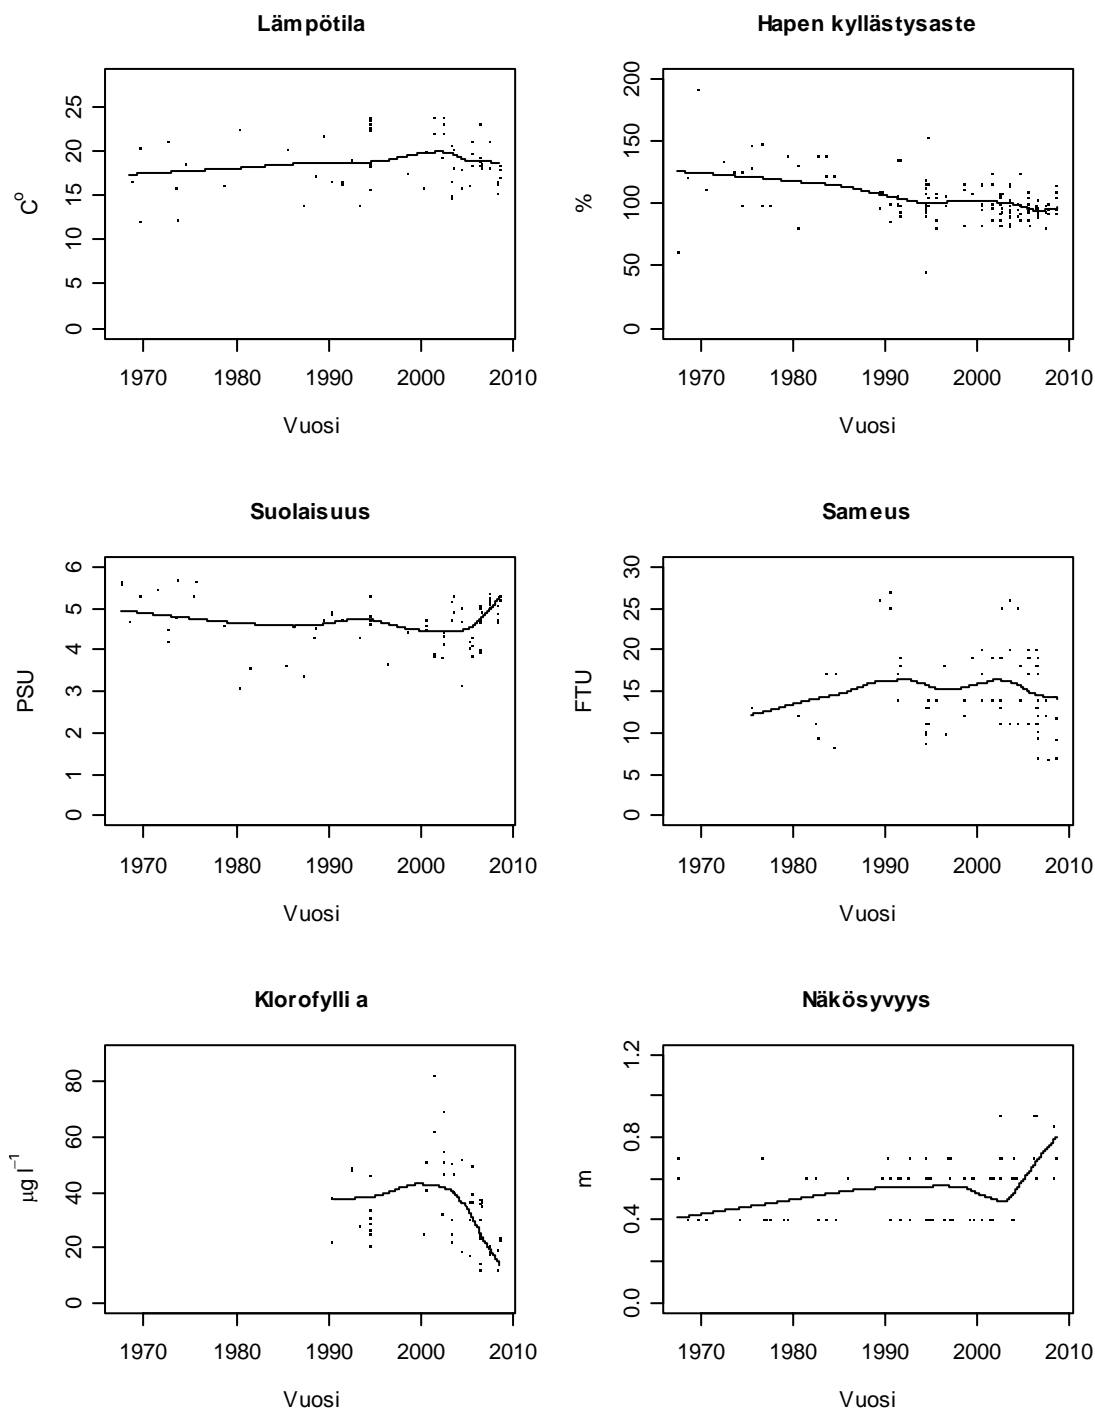 Lämpötila
C°
25
20
15
10
5
0
1970 1980 1990 2000 2010
Vuosi
Hapen kyllästysaste
%
200
150
100
50
0
1970 1980 1990 2000 2010
Vuosi
Suolaisuus
PSU
6
5
4
3
2
1
0
1970 1980 1990 2000 2010
Vuosi
Sameus
FTU
30
25
20
15
10
5
0
1970 1980 1990 2000 2010
Vuosi
Klorofylli a
µg l⁻¹
80
60
40
20
0
1970 1980 1990 2000 2010
Vuosi
Näkösyvyys
m
1.2
0.8
0.4
0.0
1970 1980 1990 2000 2010
Vuosi